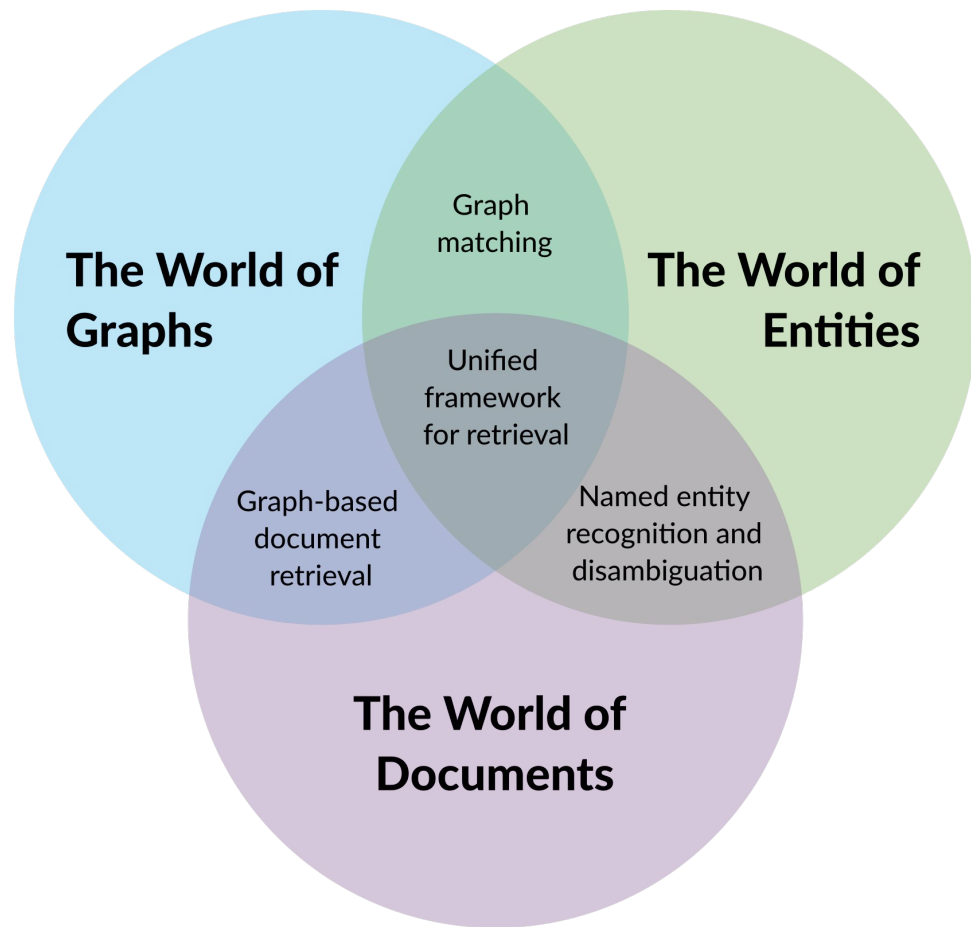 Graph
matching
The World of
Graphs
The World of
Entities
Unified
framework
for retrieval
Graph-based
document
retrieval
Named entity
recognition and
disambiguation
The World of
Documents